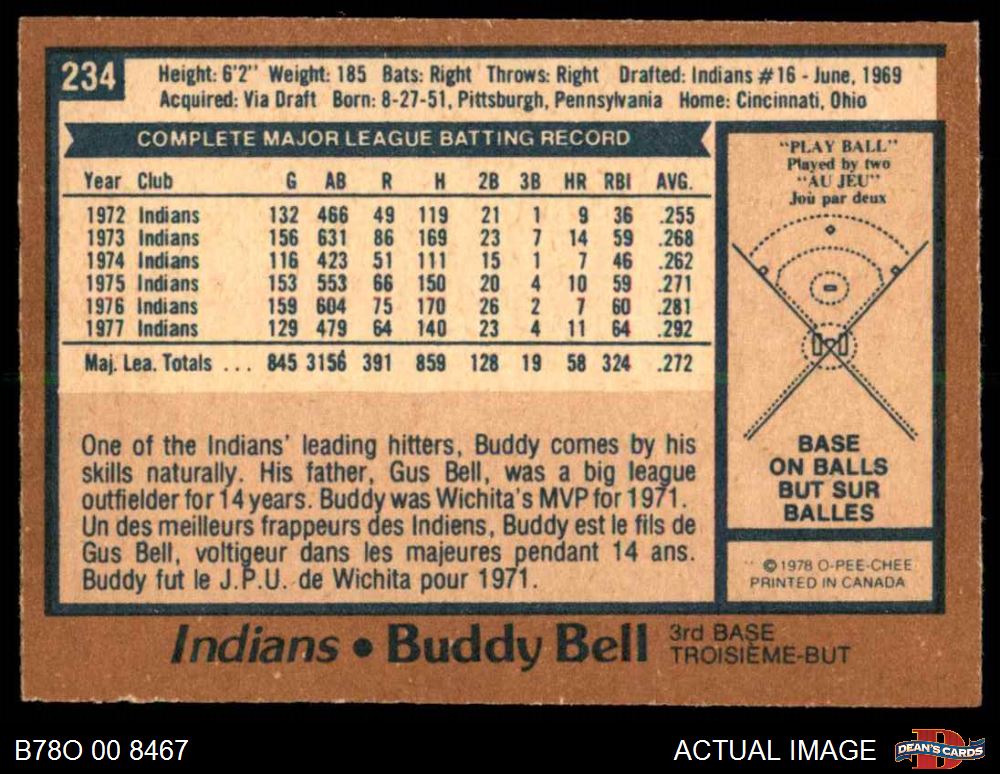 234
Height: 6'2" Weight: 185 Bats: Right Throws: Right Drafted: Indians #16 - June, 1969
Acquired: Via Draft Born: 8-27-51, Pittsburgh, Pennsylvania Home: Cincinnati, Ohio
COMPLETE MAJOR LEAGUE BATTING RECORD
Year Club G AB R H 2B 3B HR RBI AVG.
1972 Indians 132 466 49 119 21 1 9 36 .255
1973 Indians 156 631 86 169 23 7 14 59 .268
1974 Indians 116 423 51 111 15 1 7 46 .262
1975 Indians 153 553 66 150 20 4 10 59 .271
1976 Indians 159 604 75 170 26 2 7 60 .281
1977 Indians 129 479 64 140 23 4 11 64 .292
Maj. Lea. Totals ... 845 3156 391 859 128 19 58 324 .272
One of the Indians' leading hitters, Buddy comes by his
skills naturally. His father, Gus Bell, was a big league
outfielder for 14 years. Buddy was Wichita's MVP for 1971.
Un des meilleurs frappeurs des Indiens, Buddy est le fils de
Gus Bell, voltigeur dans les majeures pendant 14 ans.
Buddy fut le J.P.U. de Wichita pour 1971.
"PLAY BALL"
Played by two
"AU JEU"
Joù par deux
BASE
ON BALLS
BUT SUR
BALLES
©1978 O-PEE-CHEE
PRINTED IN CANADA
Indians • Buddy Bell 3rd BASE
TROISIÈME-BUT
B78O 00 8467
ACTUAL IMAGE
DEAN'S CARDS